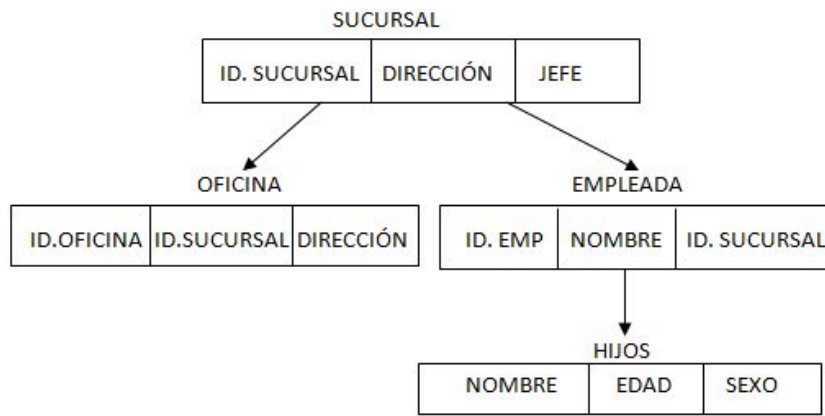 SUCURSAL
ID. SUCURSAL DIRECCIÓN JEFE
OFICINA EMPLEADA
ID.OFICINA ID.SUCURSAL DIRECCIÓN ID. EMP NOMBRE ID. SUCURSAL
HIJOS
NOMBRE EDAD SEXO